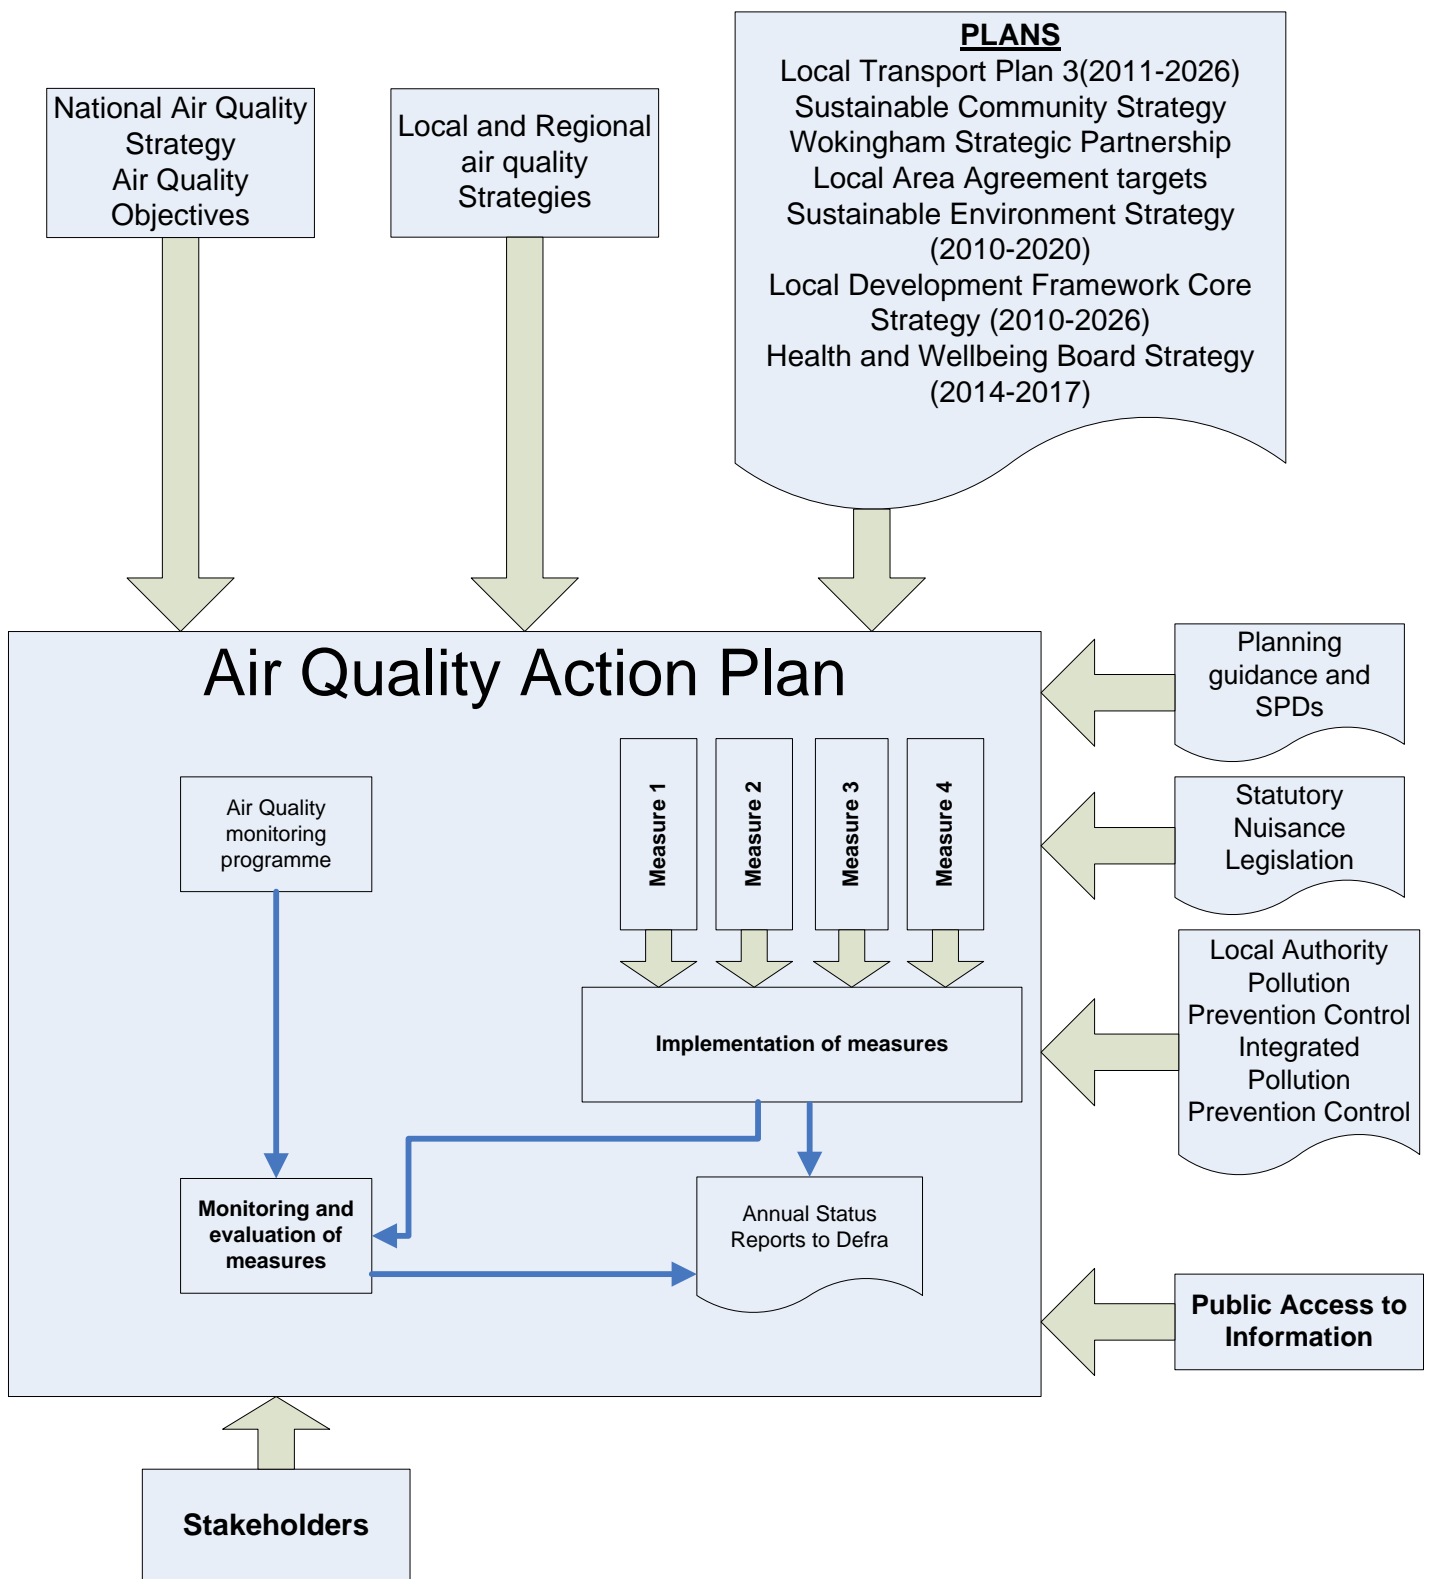 PLANS
Local Transport Plan 3(2011-2026)
Sustainable Community Strategy
Wokingham Strategic Partnership
Local Area Agreement targets
Sustainable Environment Strategy
(2010-2020)
Local Development Framework Core
Strategy (2010-2026)
Health and Wellbeing Board Strategy
(2014-2017)
National Air Quality
Strategy
Air Quality
Objectives
Local and Regional
air quality
Strategies
Air Quality Action Plan
Planning
guidance and
SPDs
Measure 1
Measure 2
Measure 3
Measure 4
Air Quality
monitoring
programme
Statutory
Nuisance
Legislation
Implementation of measures
Local Authority
Pollution
Prevention Control
Integrated
Pollution
Prevention Control
Monitoring and
evaluation of
measures
Annual Status
Reports to Defra
Public Access to
Information
Stakeholders